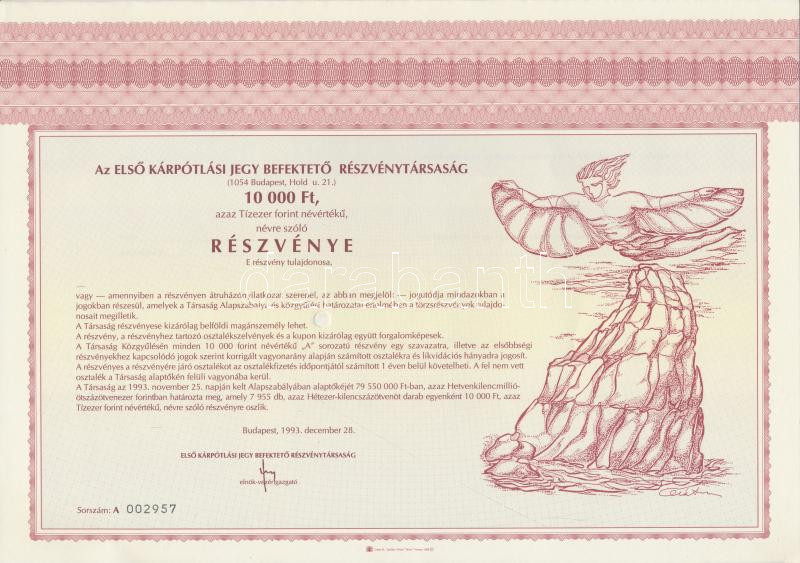 Az ELSŐ KÁRPÓTLÁSI JEGY BEFEKTETŐ RÉSZVÉNYTÁRSASÁG
(1054 Budapest, Hold u. 21.)
10 000 Ft,
azaz Tízezer forint névértékű,
névre szóló
RÉSZVÉNYE
E részvény tulajdonosa,
vagy — amennyiben a részvényen átruházó nyilatkozat szerepel, az abban megjelölt — jogutódja mindazokban a
jogokban részesül, amelyek a Társaság Alapszabálya és közgyűlési határozatai értelmében a törzsrészvények tulajdo
nosait megilletik.
A Társaság részvényese kizárólag belföldi magánszemély lehet.
A részvény, a részvényhez tartozó osztalékszelvények és a kupon kizárólag együtt forgalomképesek.
A Társaság Közgyűlésein minden 10 000 forint névértékű „A" sorozatú részvény egy szavazatra, illetve az elsőbbségi
részvényekhez kapcsolódó jogok szerint korrigált vagyonarány alapján számított osztalékra és likvidációs hányadra jogosít.
A részvényes a részvényére járó osztalékot az osztalékfizetés időpontjától számított 1 éven belül követelheti. A fel nem vett
osztalék a Társaság alaptőkén felüli vagyonába kerül.
A Társaság az 1993. november 25. napján kelt Alapszabályában alaptőkéjét 79 550 000 Ft-ban, azaz Hetvenkilencmillió-
ötszázötvenezer forintban határozta meg, amely 7 955 db, azaz Hétezer-kilencszázötvenöt darab egyenként 10 000 Ft, azaz
Tízezer forint névértékű, névre szóló részvényre oszlik.
Budapest, 1993. december 28.
ELSŐ KÁRPÓTLÁSI JEGY BEFEKTETŐ RÉSZVÉNYTÁRSASÁG
elnök-vezérigazgató
Sorszám: A 002957
darabanth